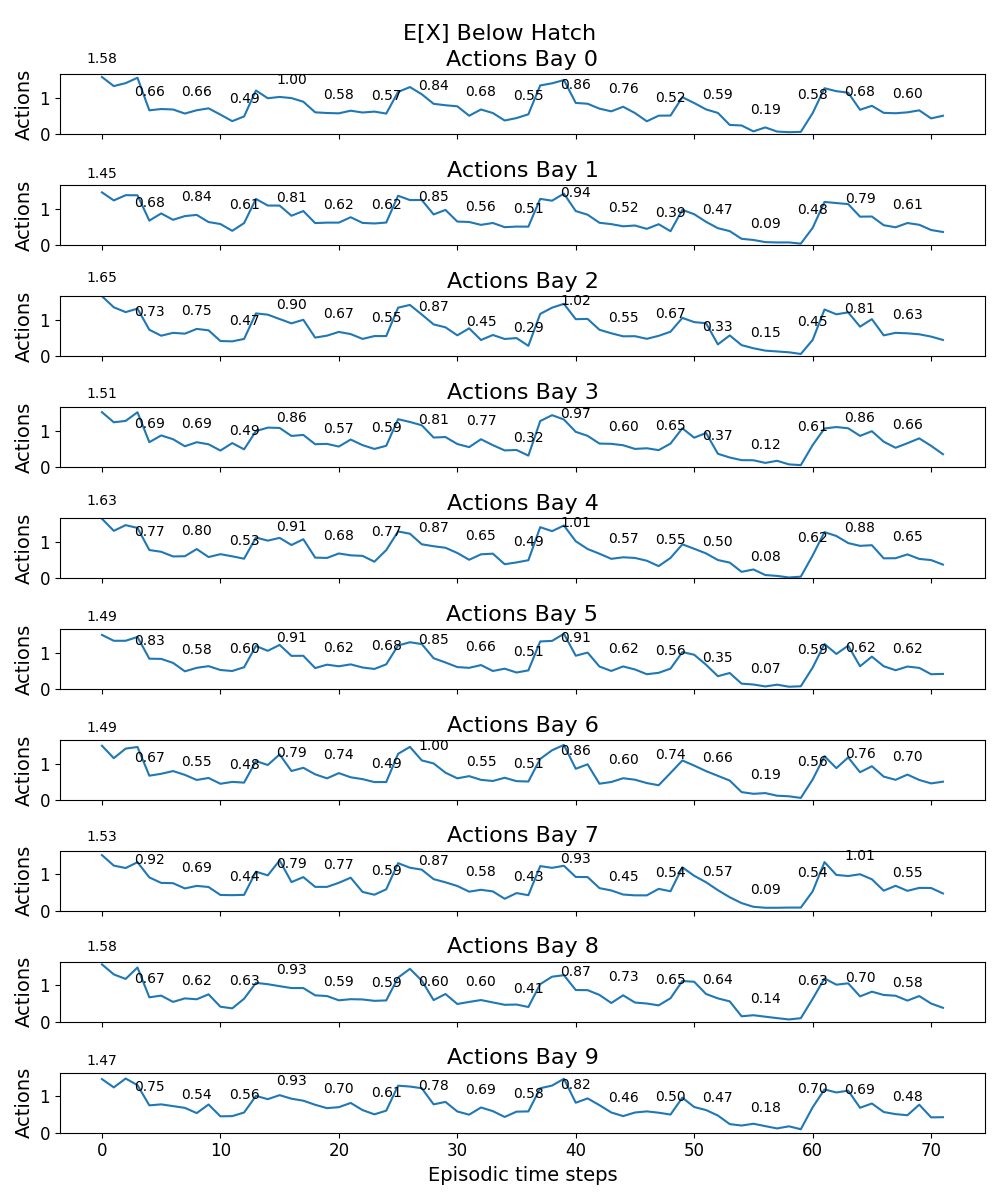 E[X] Below Hatch
Actions Bay 0
Actions
1
0
1.58 0.66 0.66 0.49 1.00 0.58 0.57 0.84 0.68 0.55 0.86 0.76 0.52 0.59 0.19 0.58 0.68 0.60
Actions Bay 1
Actions
1
0
1.45 0.68 0.84 0.61 0.81 0.62 0.62 0.85 0.56 0.51 0.94 0.52 0.39 0.47 0.09 0.48 0.79 0.61
Actions Bay 2
Actions
1
0
1.65 0.73 0.75 0.47 0.90 0.67 0.55 0.87 0.45 0.29 1.02 0.55 0.67 0.33 0.15 0.45 0.81 0.63
Actions Bay 3
Actions
1
0
1.51 0.69 0.69 0.49 0.86 0.57 0.59 0.81 0.77 0.32 0.97 0.60 0.65 0.37 0.12 0.61 0.86 0.66
Actions Bay 4
Actions
1
0
1.63 0.77 0.80 0.53 0.91 0.68 0.77 0.87 0.65 0.49 1.01 0.57 0.55 0.50 0.08 0.62 0.88 0.65
Actions Bay 5
Actions
1
0
1.49 0.83 0.58 0.60 0.91 0.62 0.68 0.85 0.66 0.51 0.91 0.62 0.56 0.35 0.07 0.59 0.62 0.62
Actions Bay 6
Actions
1
0
1.49 0.67 0.55 0.48 0.79 0.74 0.49 1.00 0.55 0.51 0.86 0.60 0.74 0.66 0.19 0.56 0.76 0.70
Actions Bay 7
Actions
1
0
1.53 0.92 0.69 0.44 0.79 0.77 0.59 0.87 0.58 0.43 0.93 0.45 0.54 0.57 0.09 0.54 1.01 0.55
Actions Bay 8
Actions
1
0
1.58 0.67 0.62 0.63 0.93 0.59 0.59 0.60 0.60 0.41 0.87 0.73 0.65 0.64 0.14 0.63 0.70 0.58
Actions Bay 9
Actions
1
0
1.47 0.75 0.54 0.56 0.93 0.70 0.61 0.78 0.69 0.58 0.82 0.46 0.50 0.47 0.18 0.70 0.69 0.48
0 10 20 30 40 50 60 70
Episodic time steps